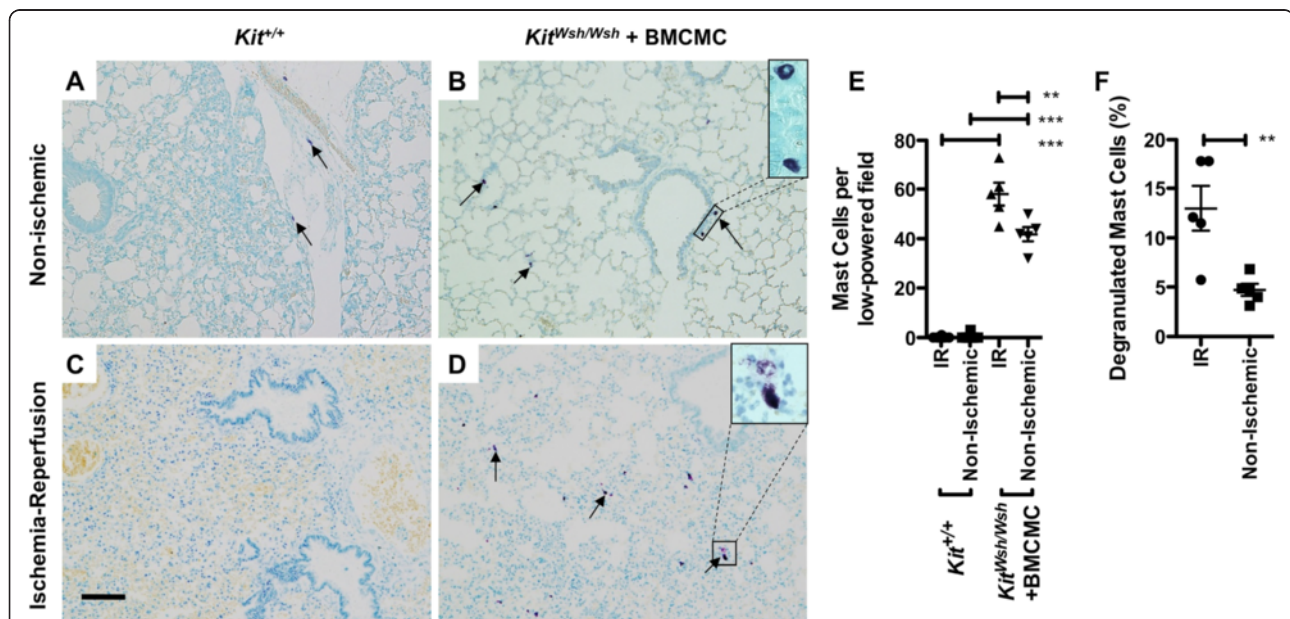 Kit+/+
KitWsh/Wsh + BMCMC
Non-ischemic
Ischemia-Reperfusion
A
B
C
D
E
**
***
***
Mast Cells per
low-powered field
80
60
40
20
0
IR
Non-Ischemic
IR
Non-Ischemic
Kit+/+
KitWsh/Wsh
+BMCMC
F
**
Degranulated Mast Cells (%)
20
15
10
5
0
IR
Non-Ischemic